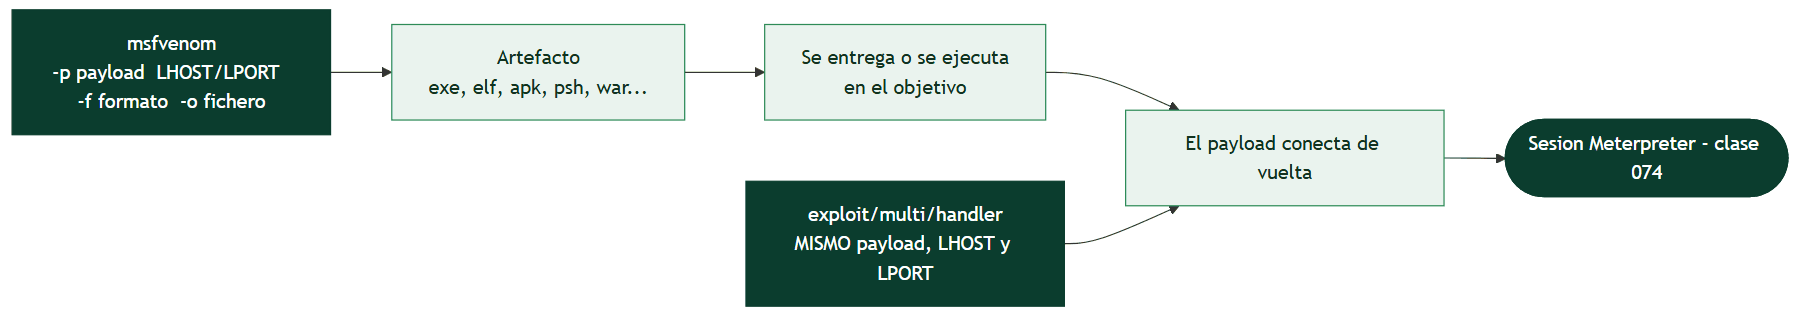 msfvenom
-p payload  LHOST/LPORT
-f formato  -o fichero
Artefacto
exe, elf, apk, psh, war...
Se entrega o se ejecuta
en el objetivo
exploit/multi/handler
MISMO payload, LHOST y
LPORT
El payload conecta de
vuelta
Sesion Meterpreter - clase
074